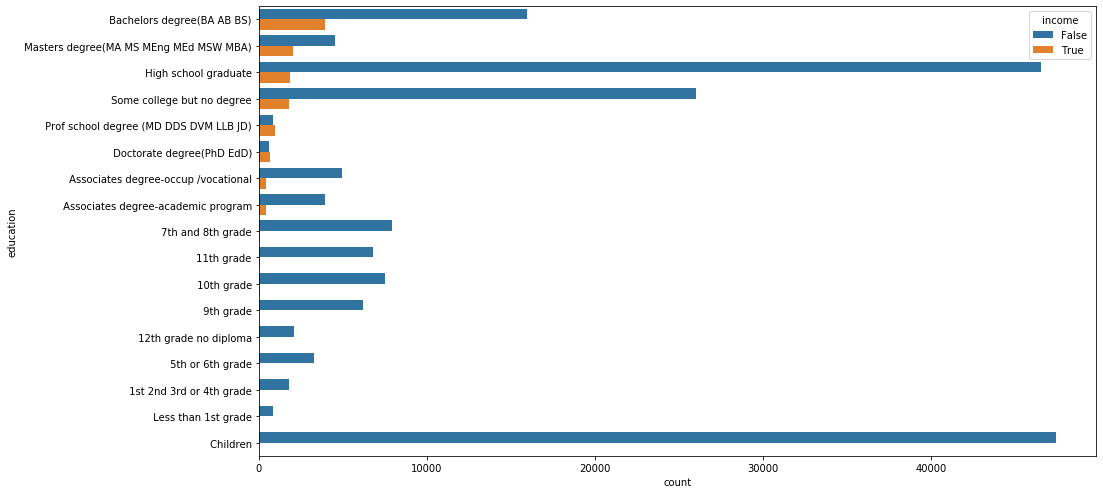 income
False
True
education
Bachelors degree(BA AB BS)
Masters degree(MA MS MEng MEd MSW MBA)
High school graduate
Some college but no degree
Prof school degree (MD DDS DVM LLB JD)
Doctorate degree(PhD EdD)
Associates degree-occup /vocational
Associates degree-academic program
7th and 8th grade
11th grade
10th grade
9th grade
12th grade no diploma
5th or 6th grade
1st 2nd 3rd or 4th grade
Less than 1st grade
Children
0 10000 20000 30000 40000
count